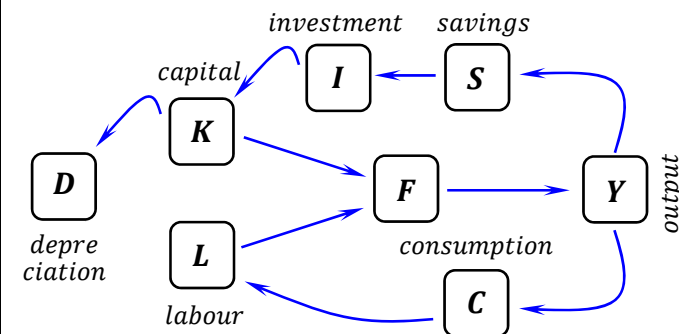 investment
savings
capital
I
S
K
D
F
Y
output
depre
ciation
L
consumption
labour
C